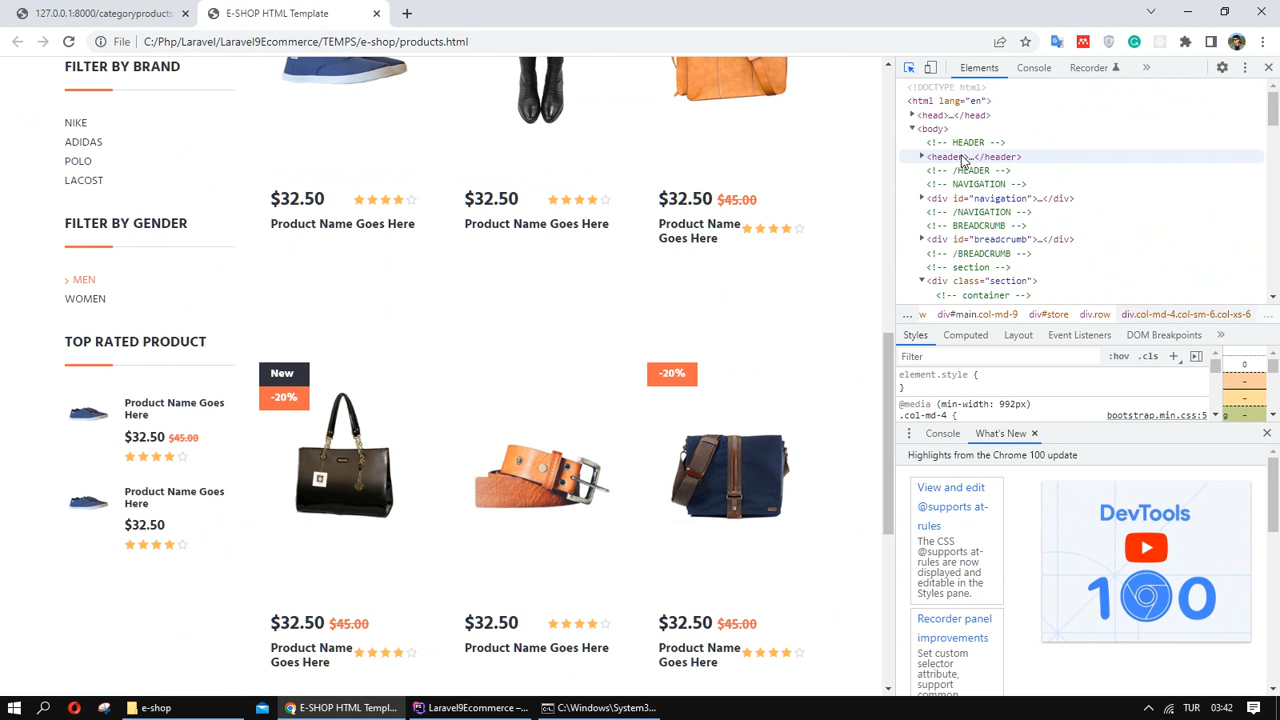 127.0.0.1:8000/categoryproducts
E-SHOP HTML Template
File
C:/Php/Laravel/Laravel9Ecommerce/TEMPS/e-shop/products.html
FILTER BY BRAND
NIKE
ADIDAS
POLO
LACOST
FILTER BY GENDER
MEN
WOMEN
TOP RATED PRODUCT
Product Name Goes
Here
$32.50 $45.00
Product Name Goes
Here
$32.50
$32.50
Product Name Goes Here
$32.50
Product Name Goes Here
$32.50 $45.00
Product Name
Goes Here
New
-20%
-20%
$32.50 $45.00
Product Name
Goes Here
$32.50
Product Name Goes Here
$32.50 $45.00
Product Name
Goes Here
Elements
Console
Recorder
<!DOCTYPE html>
<html lang="en">
<head>…</head>
<body>
<!-- HEADER -->
<header>…</header>
<!-- /HEADER -->
<!-- NAVIGATION -->
<div id="navigation">…</div>
<!-- /NAVIGATION -->
<!-- BREADCRUMB -->
<div id="breadcrumb">…</div>
<!-- /BREADCRUMB -->
<!-- section -->
<div class="section">
<!-- container -->
... w div#main.col-md-9 div#store div.row div.col-md-4.col-sm-6.col-xs-6
Styles Computed Layout Event Listeners DOM Breakpoints
Filter
:hov .cls
0
element.style {
}
@media (min-width: 992px)
.col-md-4 {
bootstrap.min.css:5
g
Console What's New
Highlights from the Chrome 100 update
View and edit
@supports at-
rules
The CSS
@supports at-
rules are now
displayed and
editable in the
Styles pane.
Recorder panel
improvements
Set custom
selector
attribute,
support
common
DevTools
100
e-shop
E-SHOP HTML Templ...
Laravel9Ecommerce –...
C:\Windows\System3...
TUR
03:42